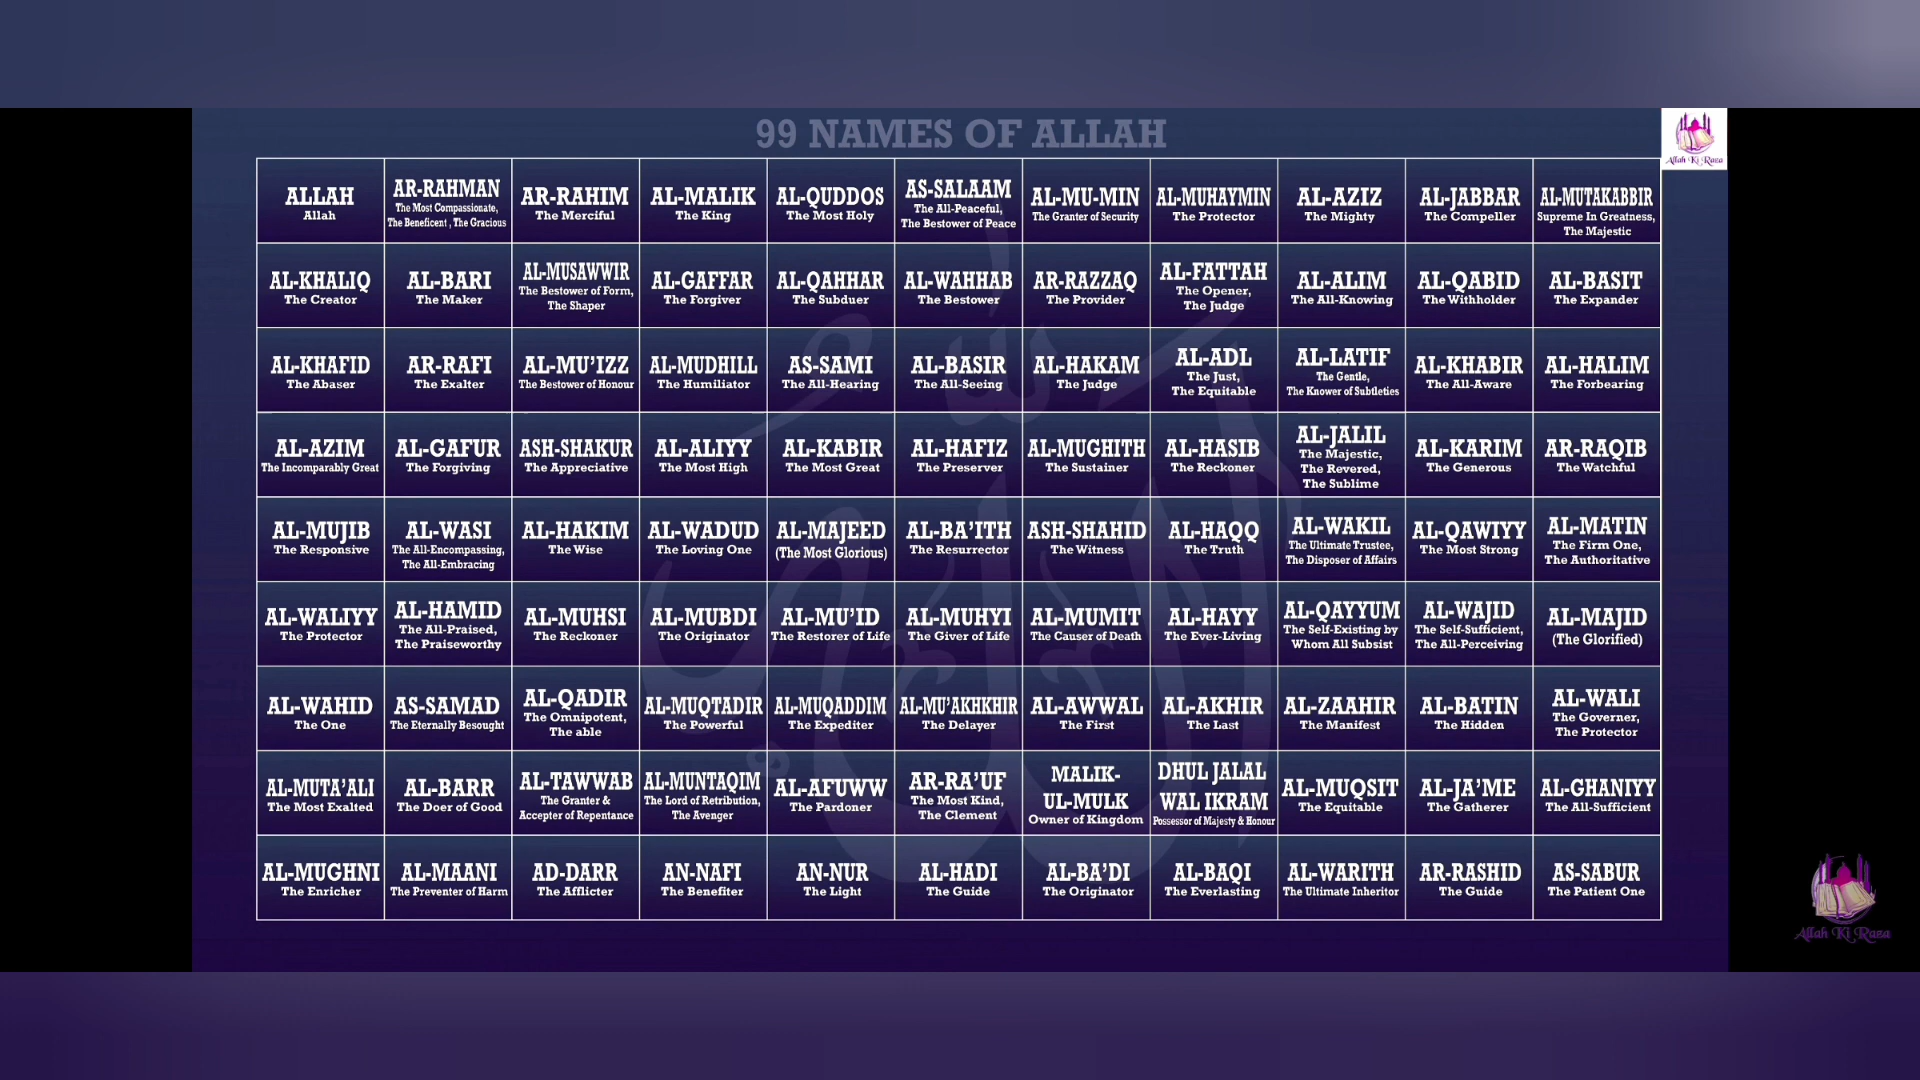 99 NAMES OF ALLAH
Allah Ki Raza
ALLAH
Allah
AR-RAHMAN
The Most Compassionate,
The Beneficent , The Gracious
AR-RAHIM
The Merciful
AL-MALIK
The King
AL-QUDDOS
The Most Holy
AS-SALAAM
The All-Peaceful,
The Bestower of Peace
AL-MU-MIN
The Granter of Security
AL-MUHAYMIN
The Protector
AL-AZIZ
The Mighty
AL-JABBAR
The Compeller
AL-MUTAKABBIR
Supreme In Greatness,
The Majestic
AL-KHALIQ
The Creator
AL-BARI
The Maker
AL-MUSAWWIR
The Bestower of Form,
The Shaper
AL-GAFFAR
The Forgiver
AL-QAHHAR
The Subduer
AL-WAHHAB
The Bestower
AR-RAZZAQ
The Provider
AL-FATTAH
The Opener,
The Judge
AL-ALIM
The All-Knowing
AL-QABID
The Withholder
AL-BASIT
The Expander
AL-KHAFID
The Abaser
AR-RAFI
The Exalter
AL-MU’IZZ
The Bestower of Honour
AL-MUDHILL
The Humiliator
AS-SAMI
The All-Hearing
AL-BASIR
The All-Seeing
AL-HAKAM
The Judge
AL-ADL
The Just,
The Equitable
AL-LATIF
The Gentle,
The Knower of Subtleties
AL-KHABIR
The All-Aware
AL-HALIM
The Forbearing
AL-AZIM
The Incomparably Great
AL-GAFUR
The Forgiving
ASH-SHAKUR
The Appreciative
AL-ALIYY
The Most High
AL-KABIR
The Most Great
AL-HAFIZ
The Preserver
AL-MUGHITH
The Sustainer
AL-HASIB
The Reckoner
AL-JALIL
The Majestic,
The Revered,
The Sublime
AL-KARIM
The Generous
AR-RAQIB
The Watchful
AL-MUJIB
The Responsive
AL-WASI
The All-Encompassing,
The All-Embracing
AL-HAKIM
The Wise
AL-WADUD
The Loving One
AL-MAJEED
(The Most Glorious)
AL-BA’ITH
The Resurrector
ASH-SHAHID
The Witness
AL-HAQQ
The Truth
AL-WAKIL
The Ultimate Trustee,
The Disposer of Affairs
AL-QAWIYY
The Most Strong
AL-MATIN
The Firm One,
The Authoritative
AL-WALIYY
The Protector
AL-HAMID
The All-Praised,
The Praiseworthy
AL-MUHSI
The Reckoner
AL-MUBDI
The Originator
AL-MU’ID
The Restorer of Life
AL-MUHYI
The Giver of Life
AL-MUMIT
The Causer of Death
AL-HAYY
The Ever-Living
AL-QAYYUM
The Self-Existing by
Whom All Subsist
AL-WAJID
The Self-Sufficient,
The All-Perceiving
AL-MAJID
(The Glorified)
AL-WAHID
The One
AS-SAMAD
The Eternally Besought
AL-QADIR
The Omnipotent,
The able
AL-MUQTADIR
The Powerful
AL-MUQADDIM
The Expediter
AL-MU’AKHKHIR
The Delayer
AL-AWWAL
The First
AL-AKHIR
The Last
AL-ZAAHIR
The Manifest
AL-BATIN
The Hidden
AL-WALI
The Governer,
The Protector
AL-MUTA’ALI
The Most Exalted
AL-BARR
The Doer of Good
AL-TAWWAB
The Granter &
Accepter of Repentance
AL-MUNTAQIM
The Lord of Retribution,
The Avenger
AL-AFUWW
The Pardoner
AR-RA’UF
The Most Kind,
The Clement
MALIK-
UL-MULK
Owner of Kingdom
DHUL JALAL
WAL IKRAM
Possessor of Majesty & Honour
AL-MUQSIT
The Equitable
AL-JA’ME
The Gatherer
AL-GHANIYY
The All-Sufficient
AL-MUGHNI
The Enricher
AL-MAANI
The Preventer of Harm
AD-DARR
The Afflicter
AN-NAFI
The Benefiter
AN-NUR
The Light
AL-HADI
The Guide
AL-BA’DI
The Originator
AL-BAQI
The Everlasting
AL-WARITH
The Ultimate Inheritor
AR-RASHID
The Guide
AS-SABUR
The Patient One
Allah Ki Raza